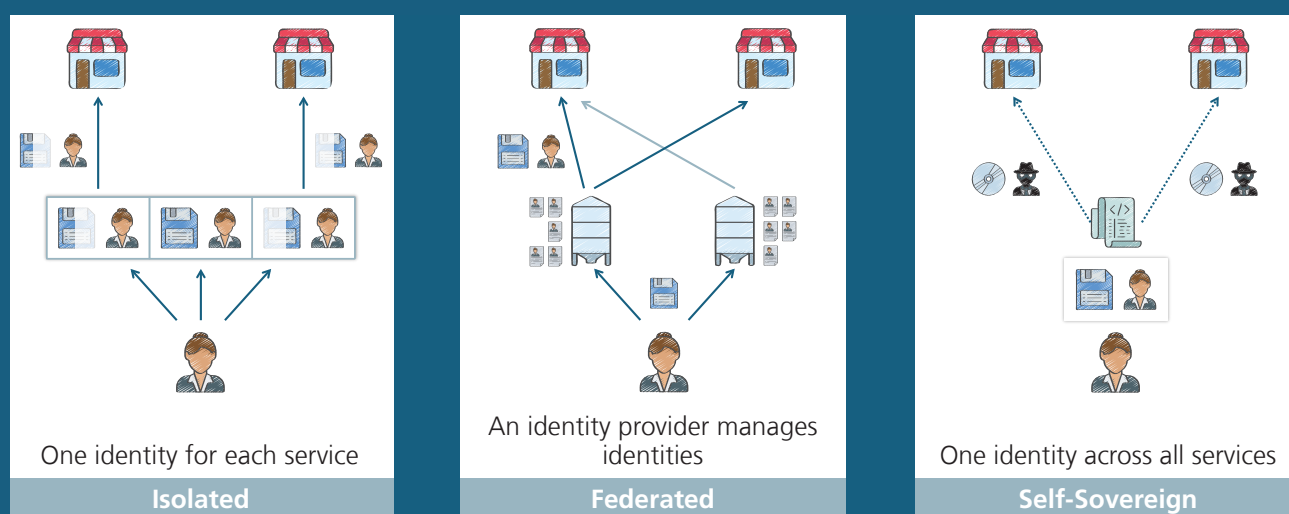 One identity for each service
Isolated
An identity provider manages
identities
Federated
</>
One identity across all services
Self-Sovereign